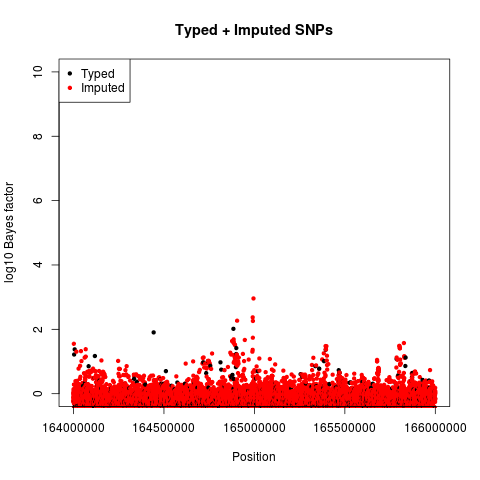 Typed + Imputed SNPs
Typed
Imputed
log10 Bayes factor
10
8
6
4
2
0
164000000 164500000 165000000 165500000 166000000
Position